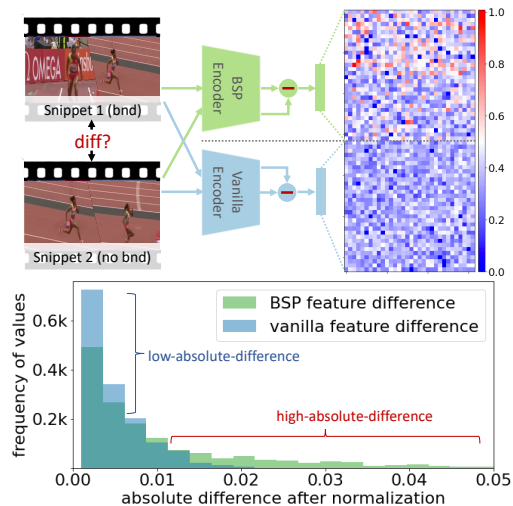 OMEGA
Snippet 1 (bnd)
diff?
Snippet 2 (no bnd)
BSP
Encoder
Vanilla
Encoder
1.0
0.8
0.6
0.4
0.2
0.0
frequency of values
0.6k
0.4k
0.2k
BSP feature difference
vanilla feature difference
low-absolute-difference
high-absolute-difference
0.00 0.01 0.02 0.03 0.04 0.05
absolute difference after normalization